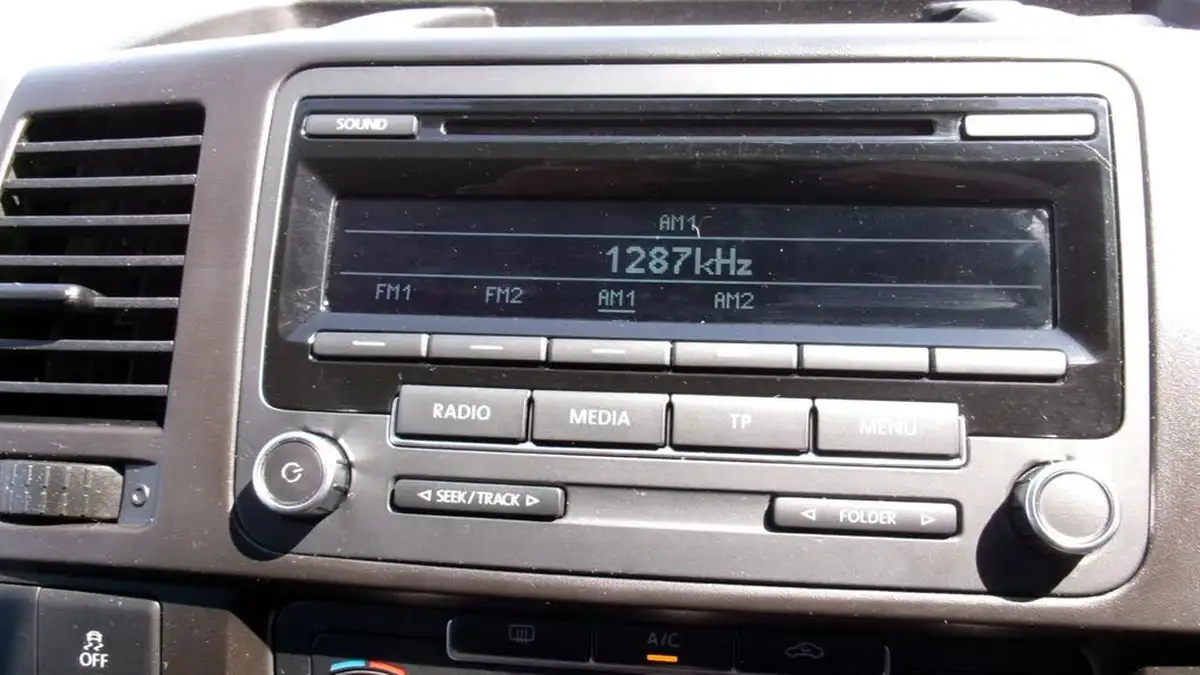 SOUND
AM1
1287kHz
FM1 FM2 AM1 AM2
RADIO MEDIA TP MENU
SEEK/TRACK FOLDER
A/C
OFF